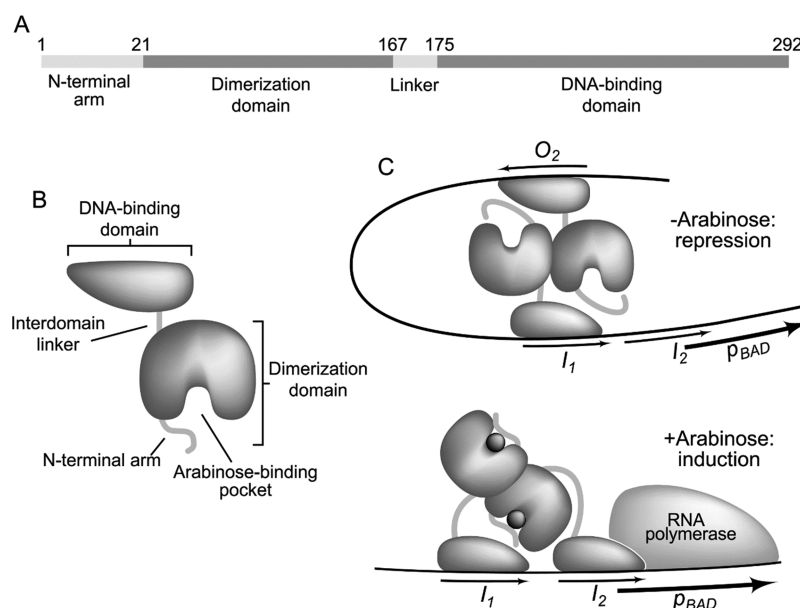 A
1 21 167 175 292
N-terminal
arm
Dimerization
domain
Linker
DNA-binding
domain
B
DNA-binding
domain
Interdomain
linker
Dimerization
domain
N-terminal arm
Arabinose-binding
pocket
C
O2
-Arabinose:
repression
I1
I2
pBAD
+Arabinose:
induction
RNA
polymerase
I1
I2
pBAD